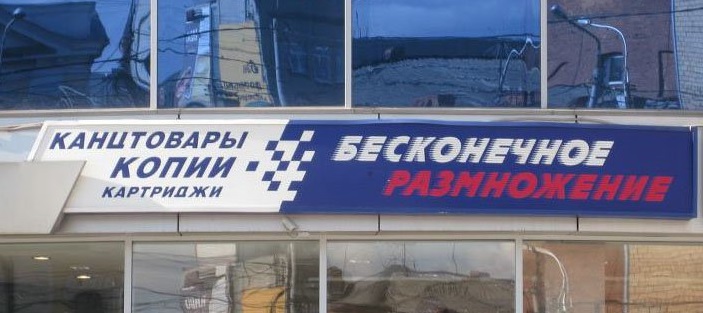 КАНЦТОВАРЫ
КОПИИ
КАРТРИДЖИ
БЕСКОНЕЧНОЕ
РАЗМНОЖЕНИЕ